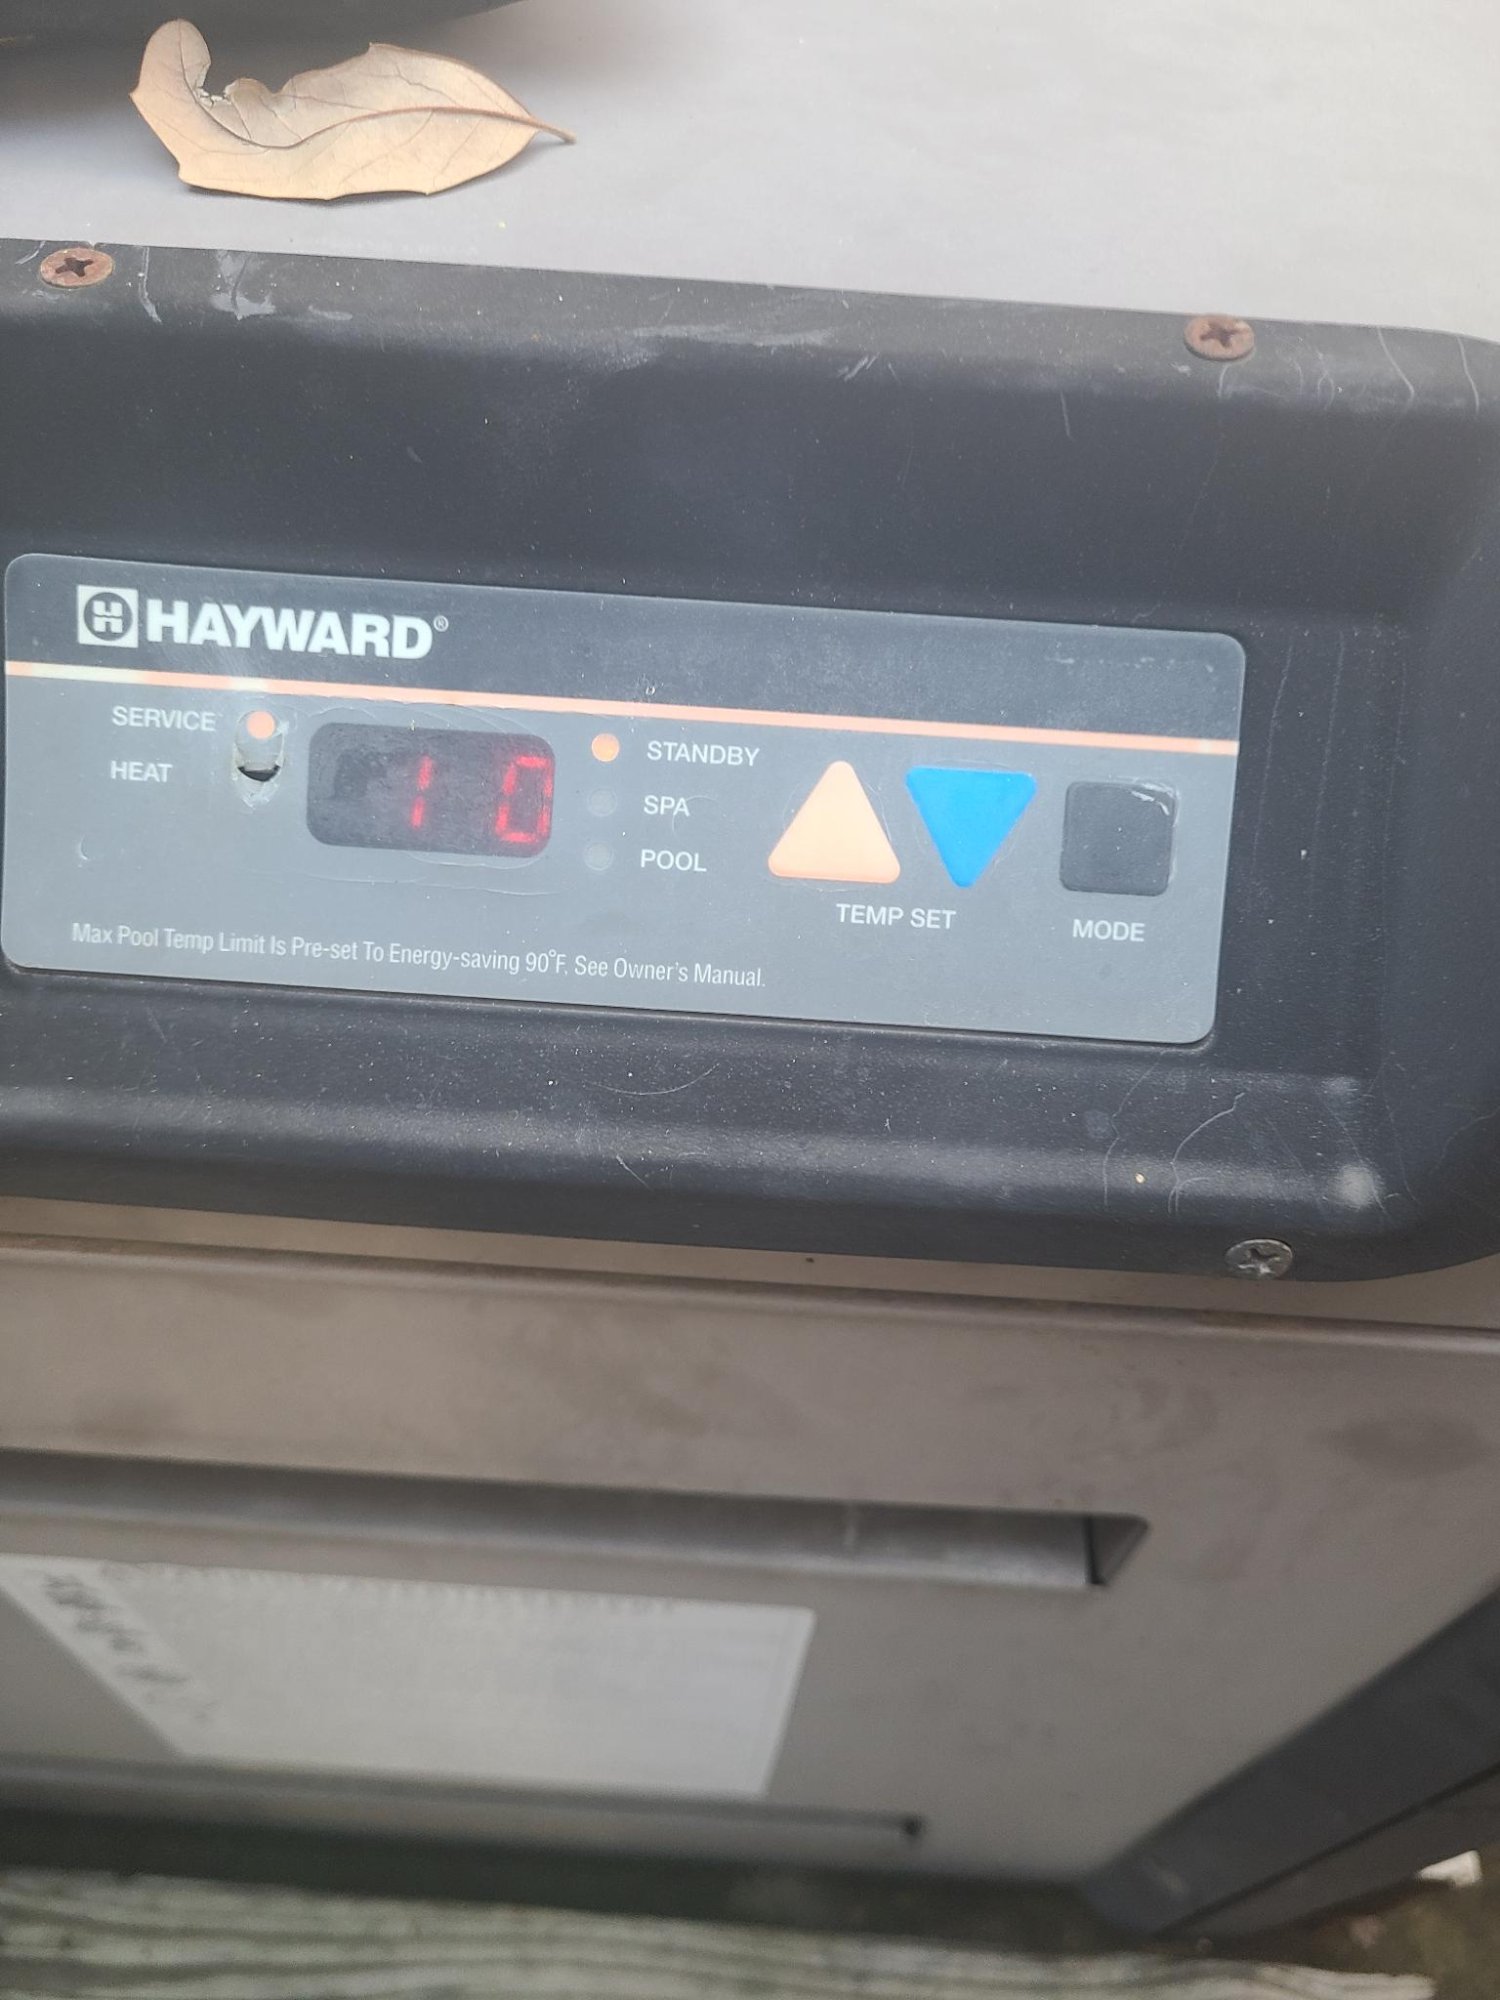 HAYWARD®
SERVICE
HEAT
10
STANDBY
SPA
POOL
TEMP SET
MODE
Max Pool Temp Limit Is Pre-set To Energy-saving 90°F. See Owner's Manual.